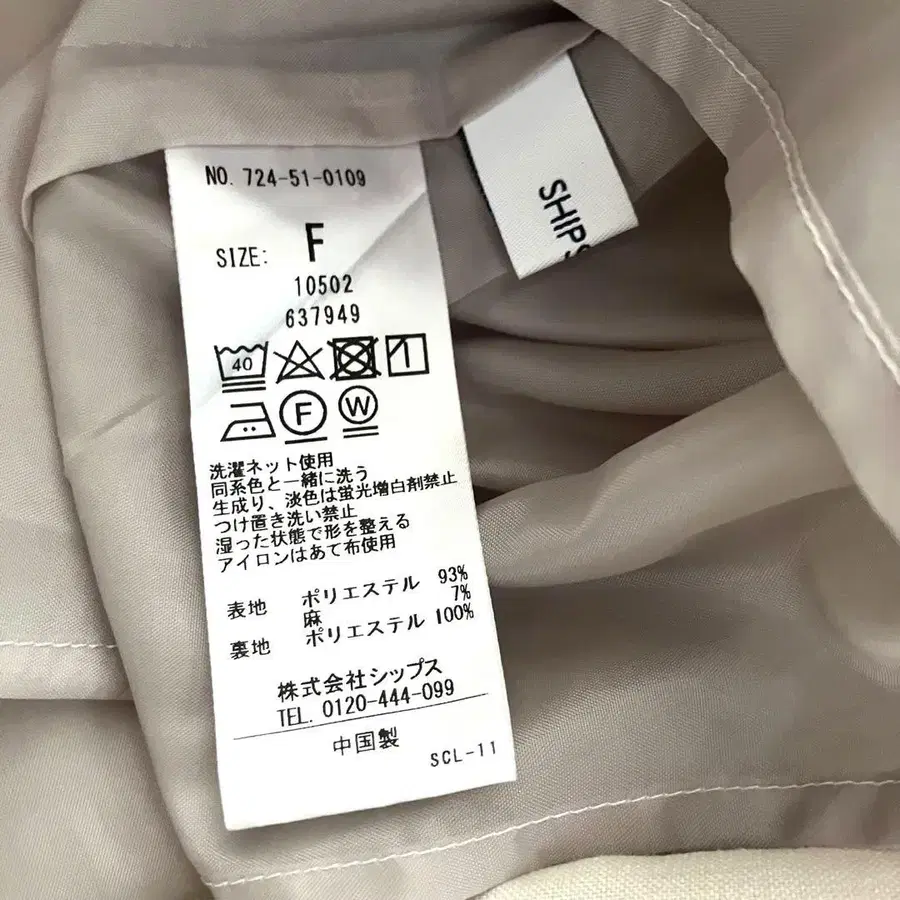 NO. 724-51-0109
SIZE: F
10502
637949
40
F W
洗濯ネット使用
同系色と一緒に洗う
生成り、淡色は蛍光増白剤禁止
つけ置き洗い禁止
湿った状態で形を整える
アイロンはあて布使用
表地 ポリエステル 93%
麻 7%
裏地 ポリエステル 100%
株式会社シップス
TEL. 0120-444-099
中国製
SCL-11
SHIPS